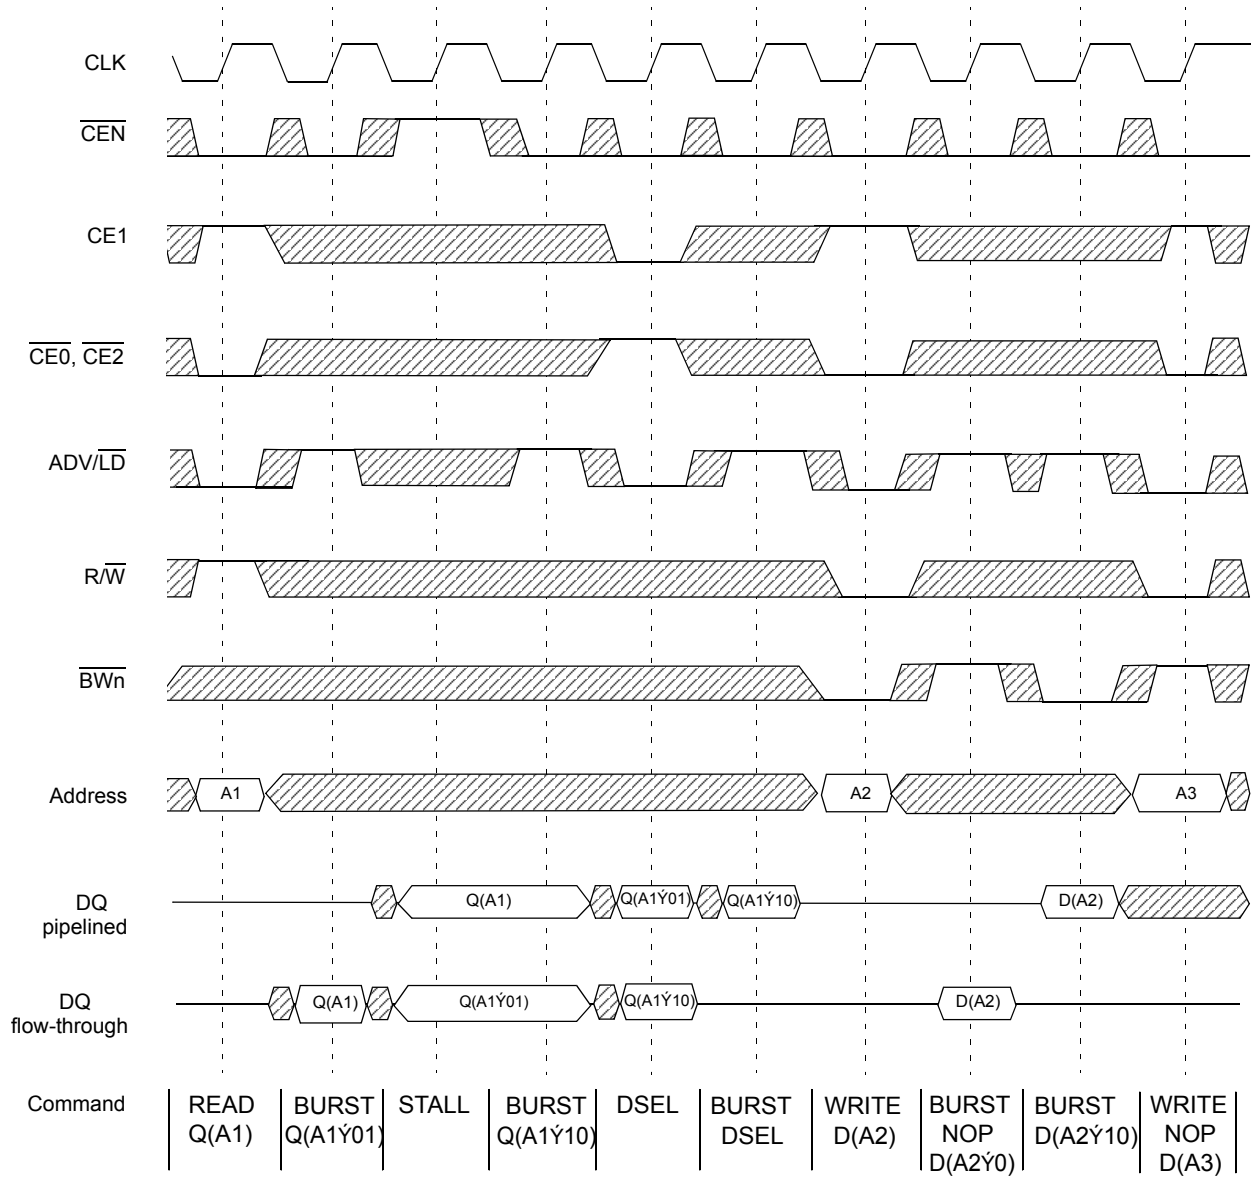 CLK
CEN
CE1
CE0, CE2
ADV/LD
R/W
BWn
Address
A1
A2
A3
DQ
pipelined
Q(A1)
Q(A1Ý01)
Q(A1Ý10)
D(A2)
DQ
flow-through
Q(A1)
Q(A1Ý01)
Q(A1Ý10)
D(A2)
Command
READ
Q(A1)
BURST
Q(A1Ý01)
STALL
BURST
Q(A1Ý10)
DSEL
BURST
DSEL
WRITE
D(A2)
BURST
NOP
D(A2Ý0)
BURST
D(A2Ý10)
WRITE
NOP
D(A3)